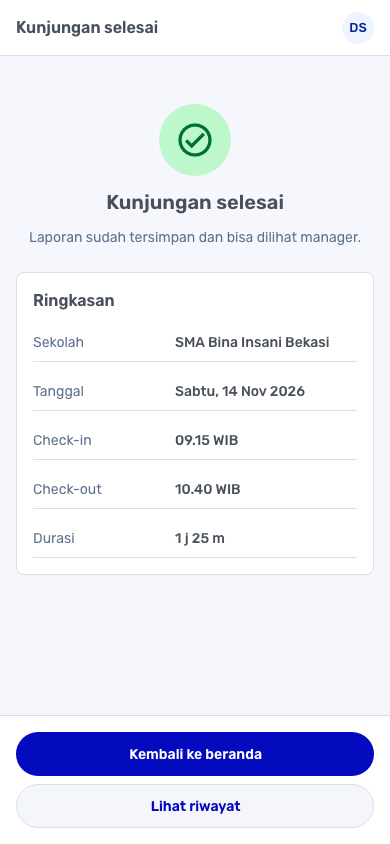 Kunjungan selesai
DS
Kunjungan selesai
Laporan sudah tersimpan dan bisa dilihat manager.
Ringkasan
Sekolah SMA Bina Insani Bekasi
Tanggal Sabtu, 14 Nov 2026
Check-in 09.15 WIB
Check-out 10.40 WIB
Durasi 1 j 25 m
Kembali ke beranda
Lihat riwayat